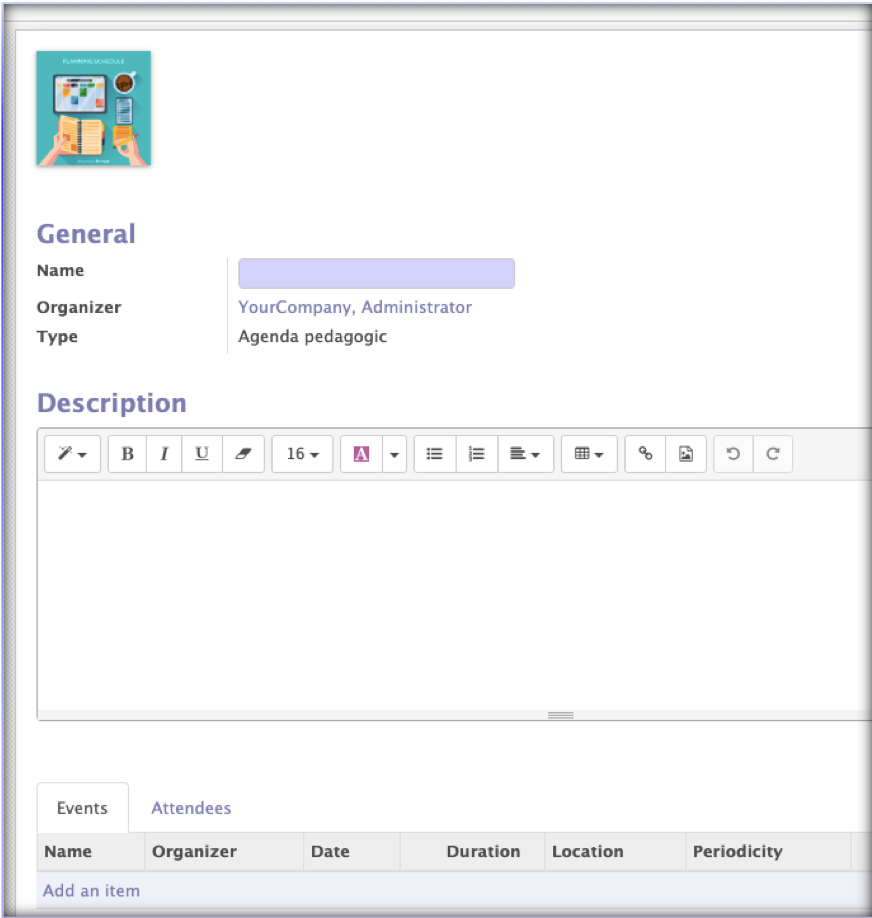 PLANNING SCHEDULE
General
Name
Organizer YourCompany, Administrator
Type Agenda pedagogic
Description
B I U 16 A
Events Attendees
Name Organizer Date Duration Location Periodicity
Add an item